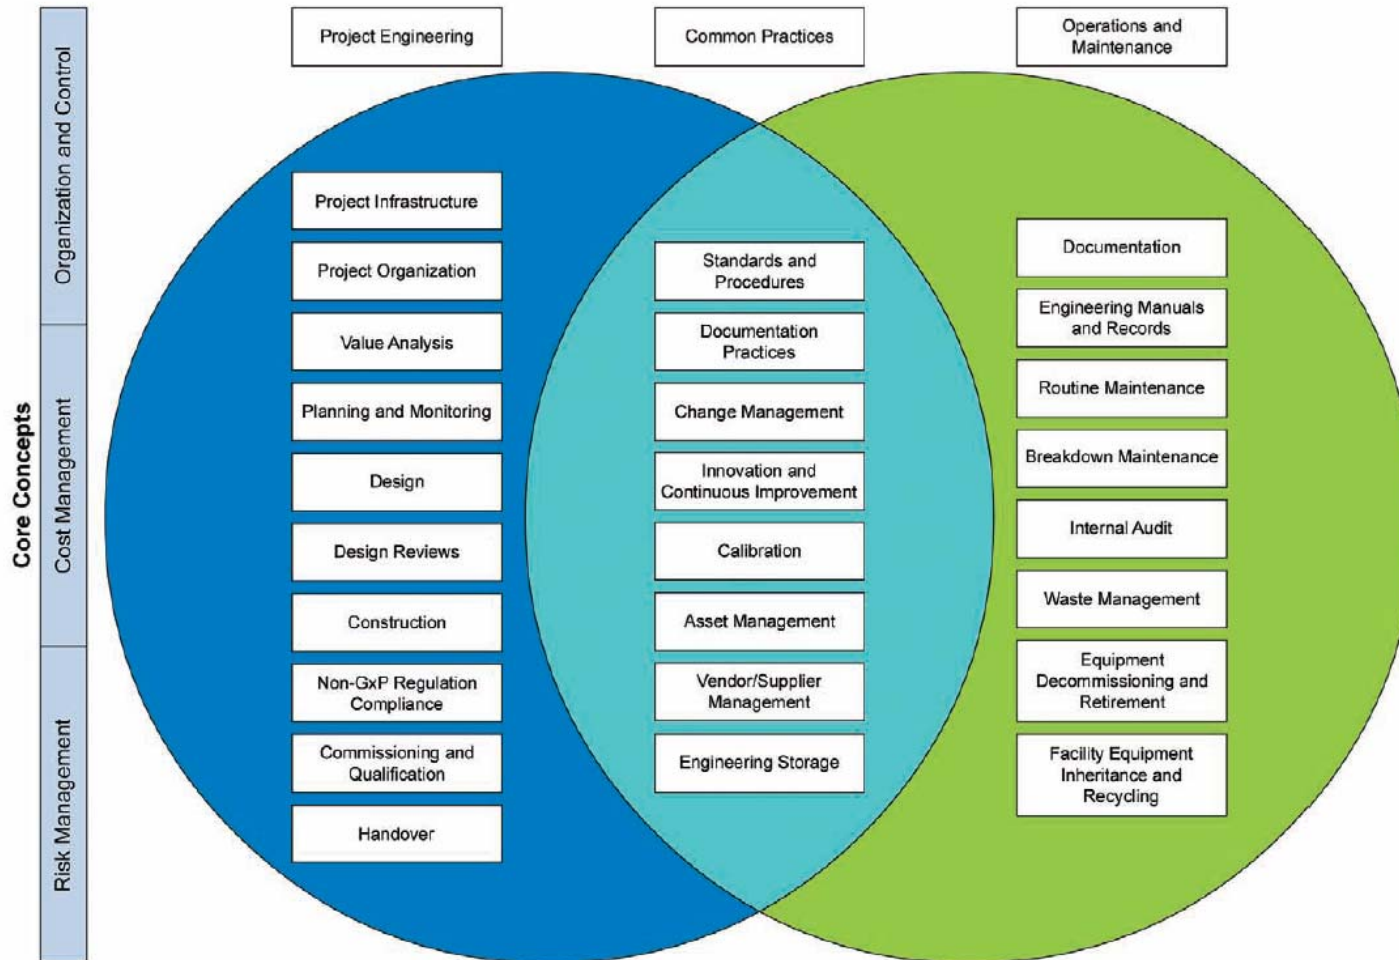 Core Concepts
Organization and Control
Cost Management
Risk Management
Project Engineering
Project Infrastructure
Project Organization
Value Analysis
Planning and Monitoring
Design
Design Reviews
Construction
Non-GxP Regulation
Compliance
Commissioning and
Qualification
Handover
Common Practices
Standards and
Procedures
Documentation
Practices
Change Management
Innovation and
Continuous Improvement
Calibration
Asset Management
Vendor/Supplier
Management
Engineering Storage
Operations and
Maintenance
Documentation
Engineering Manuals
and Records
Routine Maintenance
Breakdown Maintenance
Internal Audit
Waste Management
Equipment
Decommissioning and
Retirement
Facility Equipment
Inheritance and
Recycling